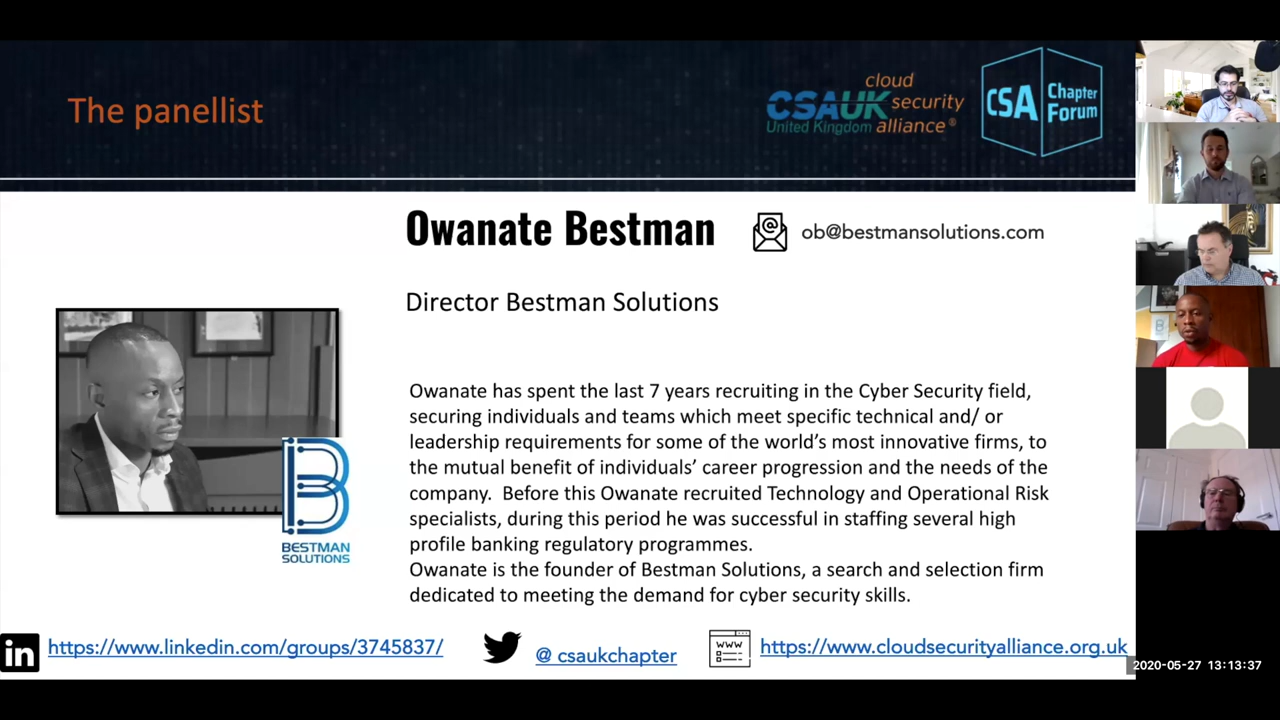 The panellist
cloud
CSAUK security
United Kingdom alliance®
CSA Chapter
Forum
Owanate Bestman
ob@bestmansolutions.com
Director Bestman Solutions
Owanate has spent the last 7 years recruiting in the Cyber Security field,
securing individuals and teams which meet specific technical and/ or
leadership requirements for some of the world’s most innovative firms, to
the mutual benefit of individuals’ career progression and the needs of the
company.  Before this Owanate recruited Technology and Operational Risk
specialists, during this period he was successful in staffing several high
profile banking regulatory programmes.
Owanate is the founder of Bestman Solutions, a search and selection firm
dedicated to meeting the demand for cyber security skills.
BESTMAN
SOLUTIONS
in
https://www.linkedin.com/groups/3745837/
@ csaukchapter
WWW
https://www.cloudsecurityalliance.org.uk
2020-05-27 13:13:37